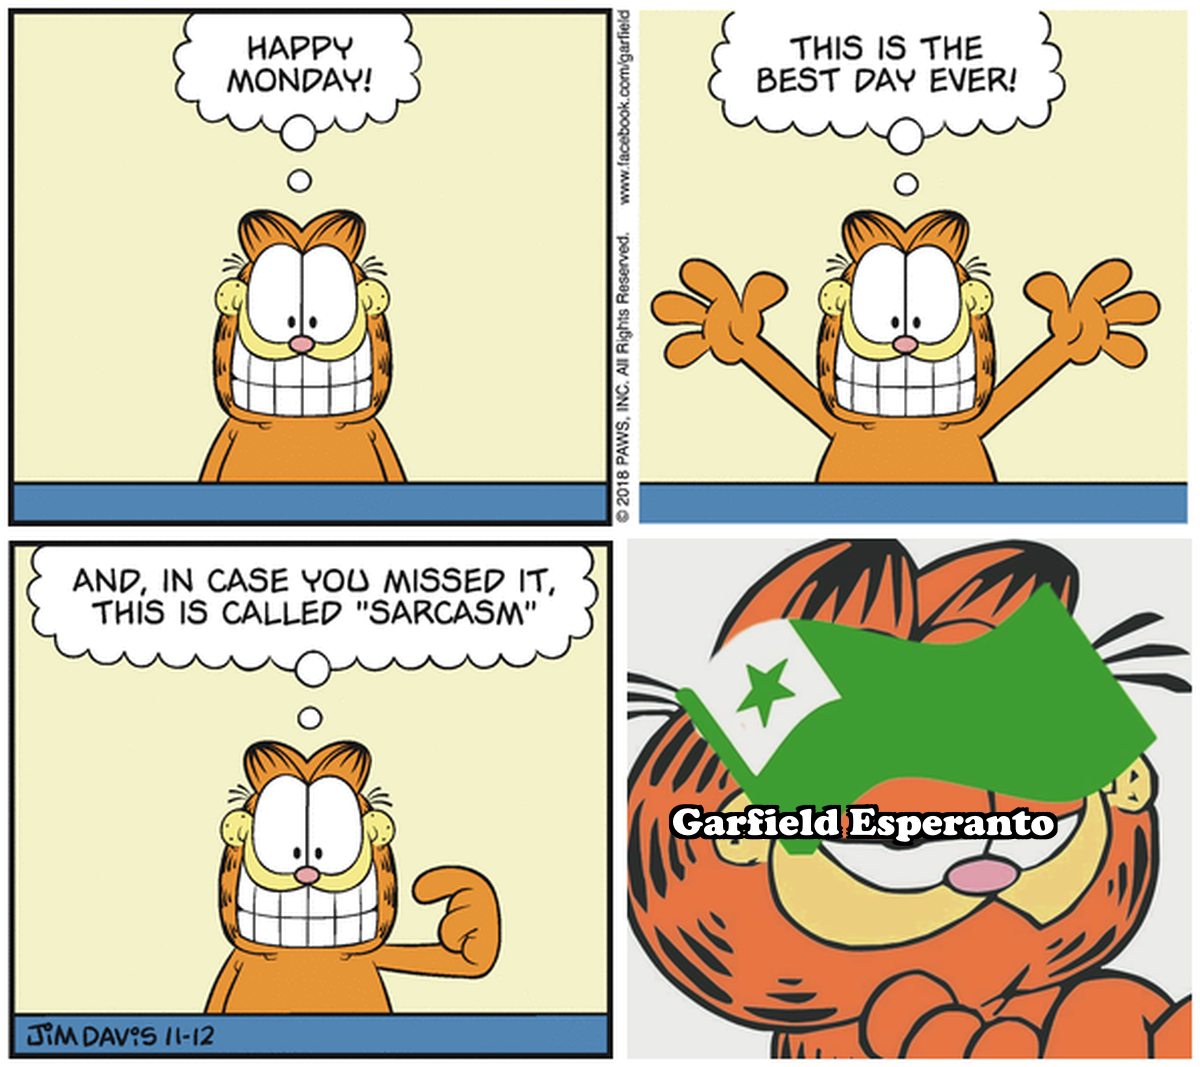 HAPPY
MONDAY!
www.facebook.com/garfield
© 2018 PAWS, INC. All Rights Reserved.
THIS IS THE
BEST DAY EVER!
AND, IN CASE YOU MISSED IT,
THIS IS CALLED "SARCASM"
JIM DAViS 11-12
Garfield Esperanto